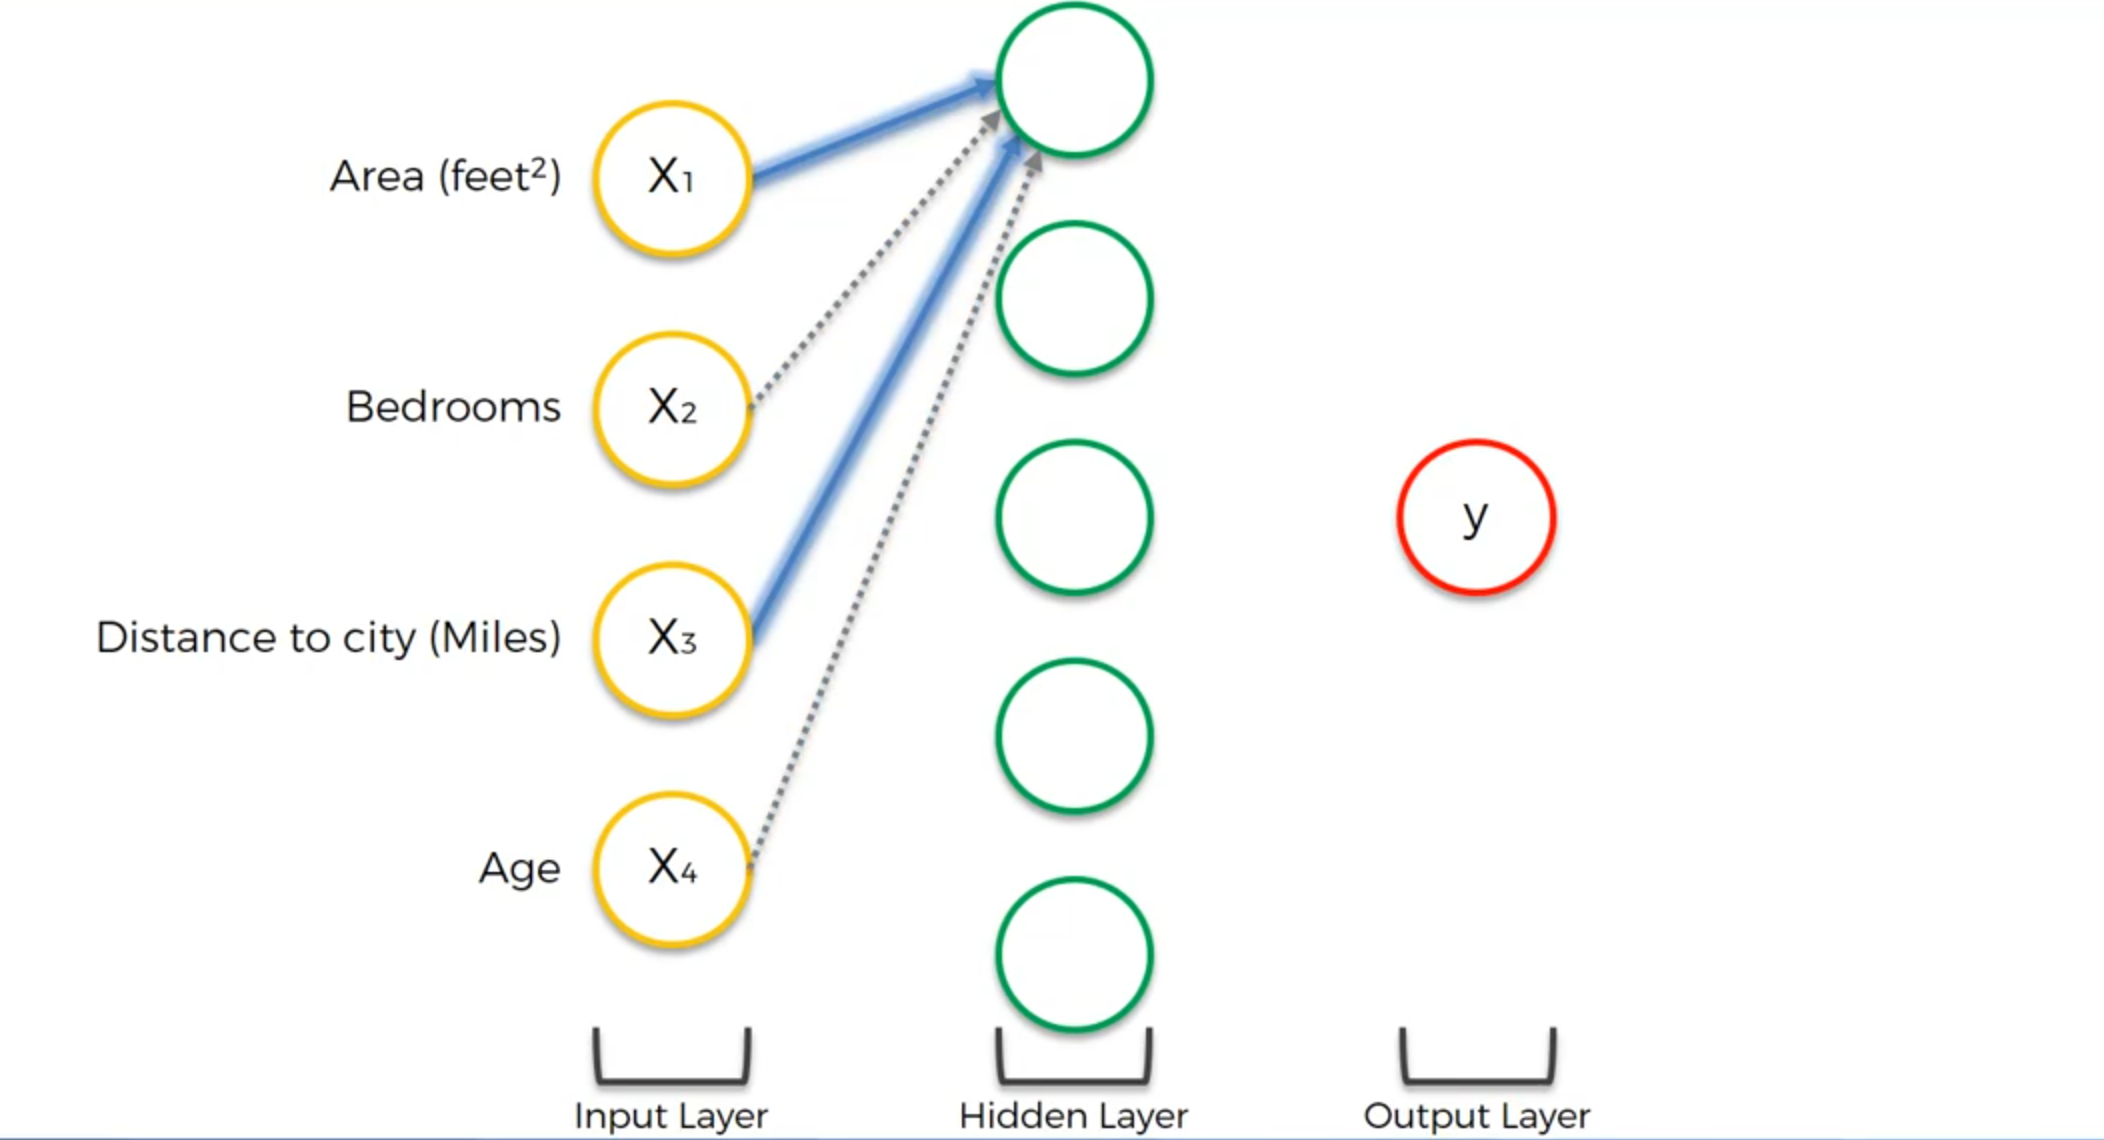 Area (feet²)
X₁
Bedrooms
X₂
Distance to city (Miles)
X₃
Age
X₄
y
Input Layer
Hidden Layer
Output Layer